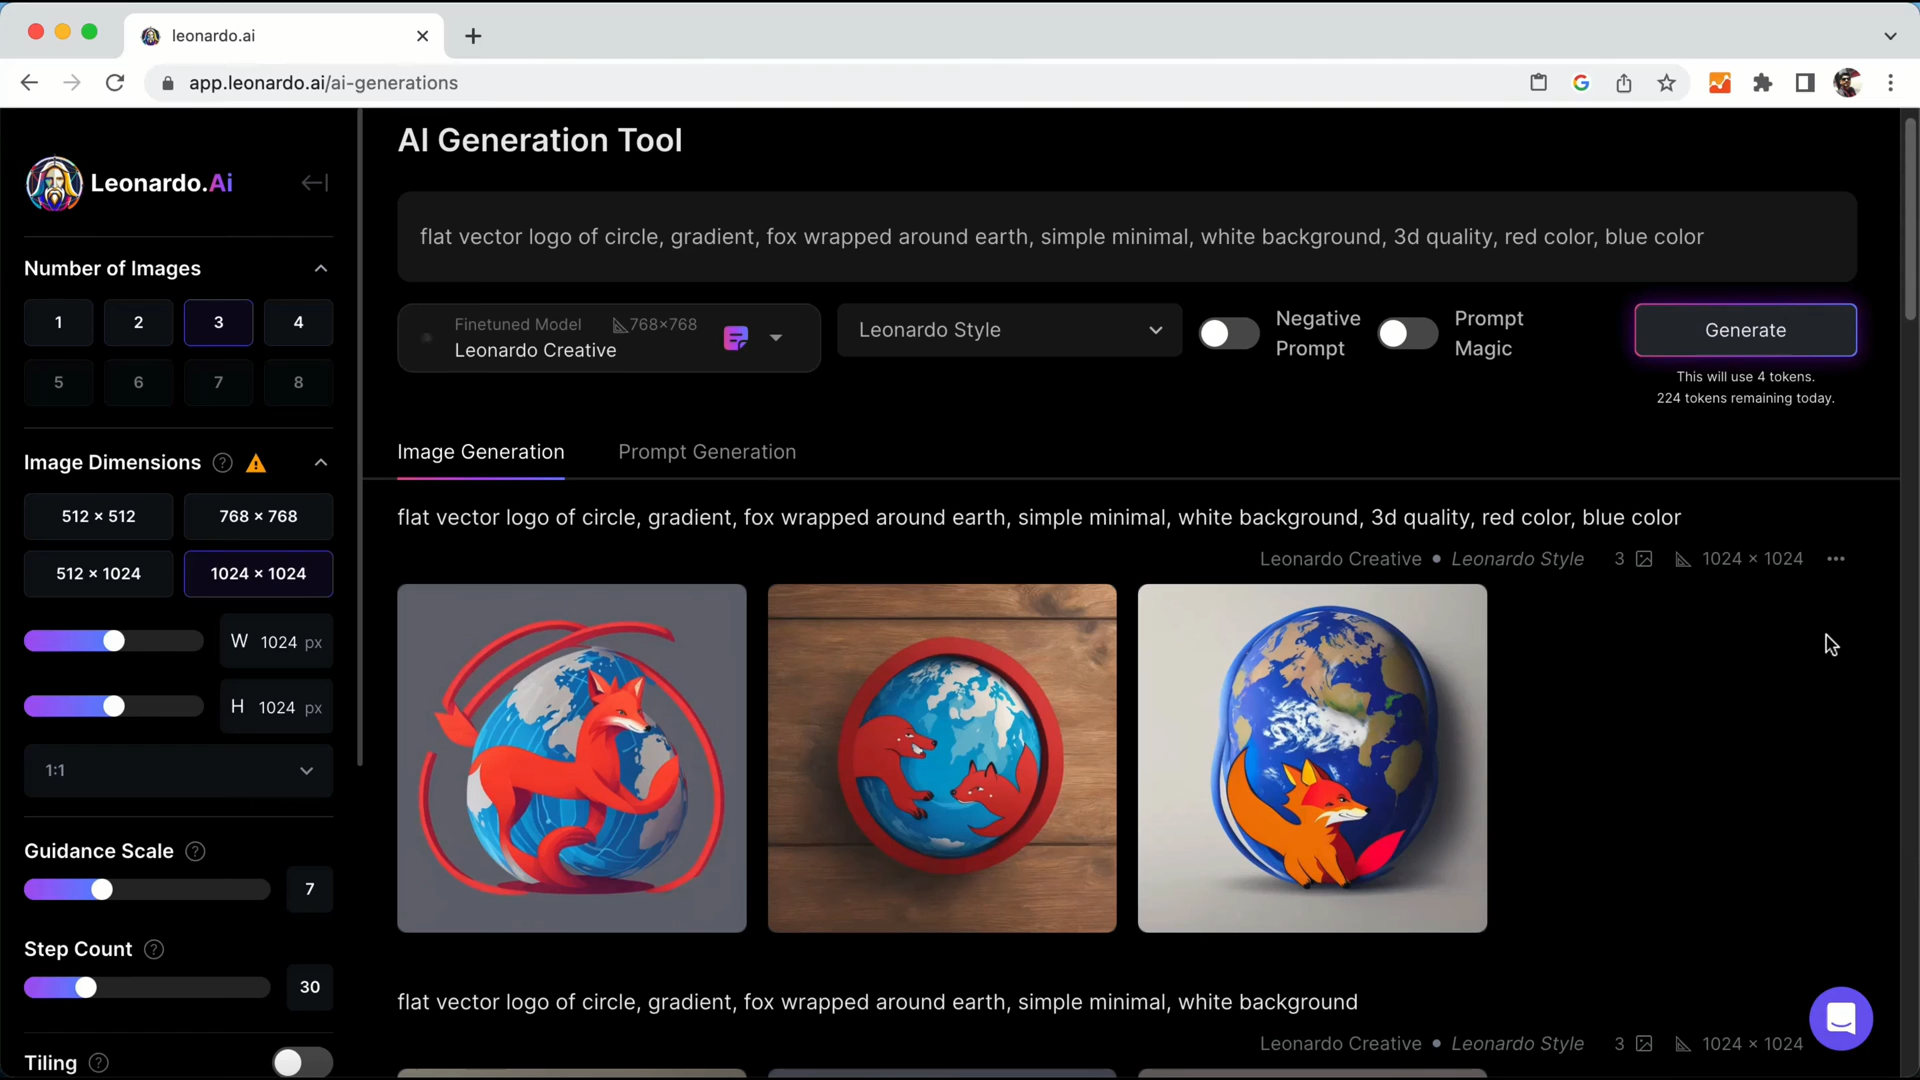 leonardo.ai
app.leonardo.ai/ai-generations
Leonardo.Ai
AI Generation Tool
flat vector logo of circle, gradient, fox wrapped around earth, simple minimal, white background, 3d quality, red color, blue color
Number of Images
1 2 3 4
5 6 7 8
Finetuned Model 768×768
Leonardo Creative
Leonardo Style
Negative
Prompt
Prompt
Magic
Generate
This will use 4 tokens.
224 tokens remaining today.
Image Dimensions
512 × 512 768 × 768
512 × 1024 1024 × 1024
W 1024 px
H 1024 px
1:1
Guidance Scale
7
Step Count
30
Tiling
Image Generation Prompt Generation
flat vector logo of circle, gradient, fox wrapped around earth, simple minimal, white background, 3d quality, red color, blue color
Leonardo Creative • Leonardo Style 3 1024 × 1024
flat vector logo of circle, gradient, fox wrapped around earth, simple minimal, white background
Leonardo Creative • Leonardo Style 3 1024 × 1024